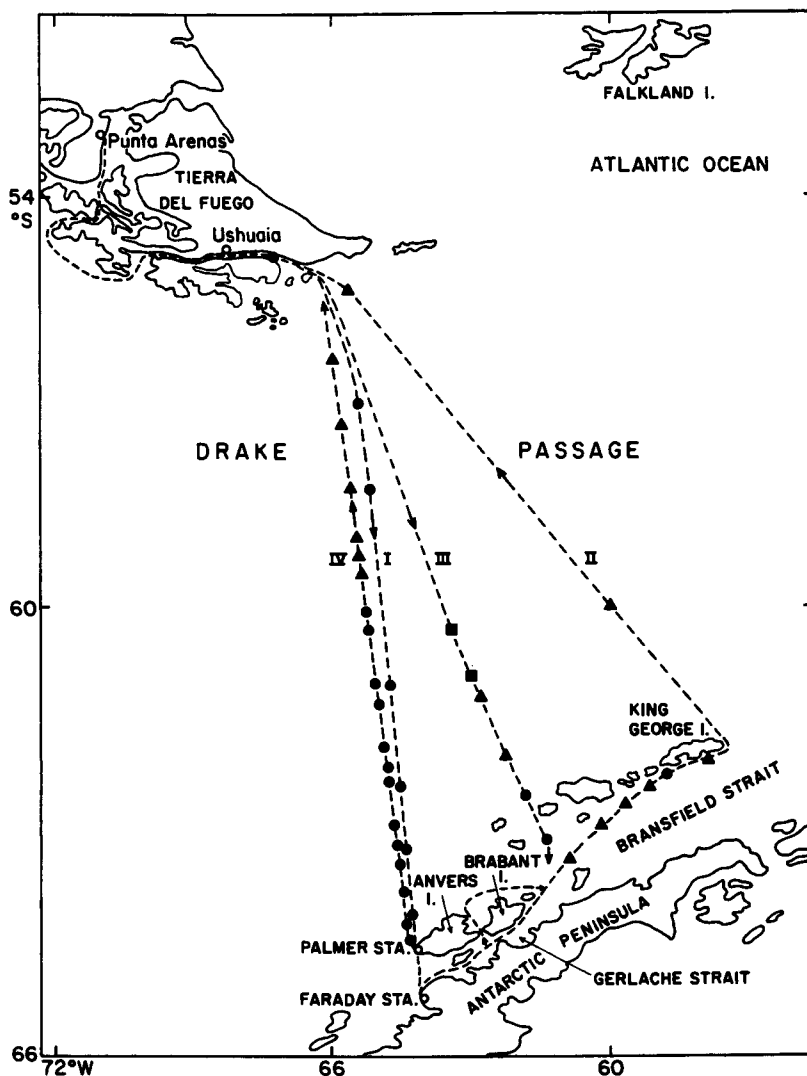 FALKLAND I.
Punta Arenas
ATLANTIC OCEAN
TIERRA
DEL FUEGO
54
°S
Ushuaia
DRAKE
PASSAGE
IV
I
III
II
60
KING
GEORGE I.
BRANSFIELD STRAIT
BRABANT
I.
ANVERS
I.
PALMER STA.
ANTARCTIC PENINSULA
GERLACHE STRAIT
FARADAY STA.
66
72°W
66
60